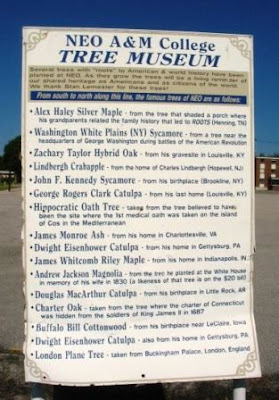 NEO A&M College
TREE MUSEUM
Several trees with "roots" to American & world history have been
planted at NEO. As they grow the trees will be a living reminder of
our shared heritage as Americans and as citizens of the world.
We thank Stan Lemaster for these trees!
From south to north along this line, the famous trees of NEO are as follows:
Alex Haley Silver Maple - from the tree that shaded a porch where
his grandparents related the family history that led to ROOTS (Henning, TN)
Washington White Plains (NY) Sycamore - from a tree near the
headquarters of George Washington during battles of the American Revolution
Zachary Taylor Hybrid Oak - from his gravesite in Louisville, KY
Lindbergh Crabapple - from the home of Charles Lindbergh (Hopewell, NJ)
John F. Kennedy Sycamore - from his birthplace (Brookline, NY)
George Rogers Clark Catulpa - from his last home (Louisville, KY)
Hippocratic Oath Tree - taken from the tree believed to have
been the site where the 1st medical oath was taken on the island
of Cos in the Mediterranean
James Monroe Ash - from his home in Charlottesville, VA
Dwight Eisenhower Catulpa - from his home in Gettysburg, PA
James Whitcomb Riley Maple - from his home in Indianapolis, IN
Andrew Jackson Magnolia - from the tree he planted at the White House
in memory of his wife in 1830 (a likeness of that tree is on the $20 bill)
Douglas MacArthur Catulpa - from his birthplace in Little Rock, AR
Charter Oak - taken from the tree where the charter of Connecticut
was hidden from the soldiers of King James II in 1687
Buffalo Bill Cottonwood - from his birthplace near LeClaire, Iowa
Dwight Eisenhower Catulpa - also from his home in Gettysburg, PA
London Plane Tree - taken from Buckingham Palace, London, England